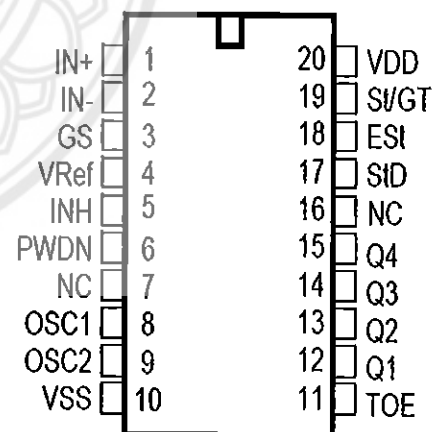 IN+ 1 20 VDD
IN- 2 19 St/GT
GS 3 18 ESt
VRef 4 17 StD
INH 5 16 NC
PWDN 6 15 Q4
NC 7 14 Q3
OSC1 8 13 Q2
OSC2 9 12 Q1
VSS 10 11 TOE